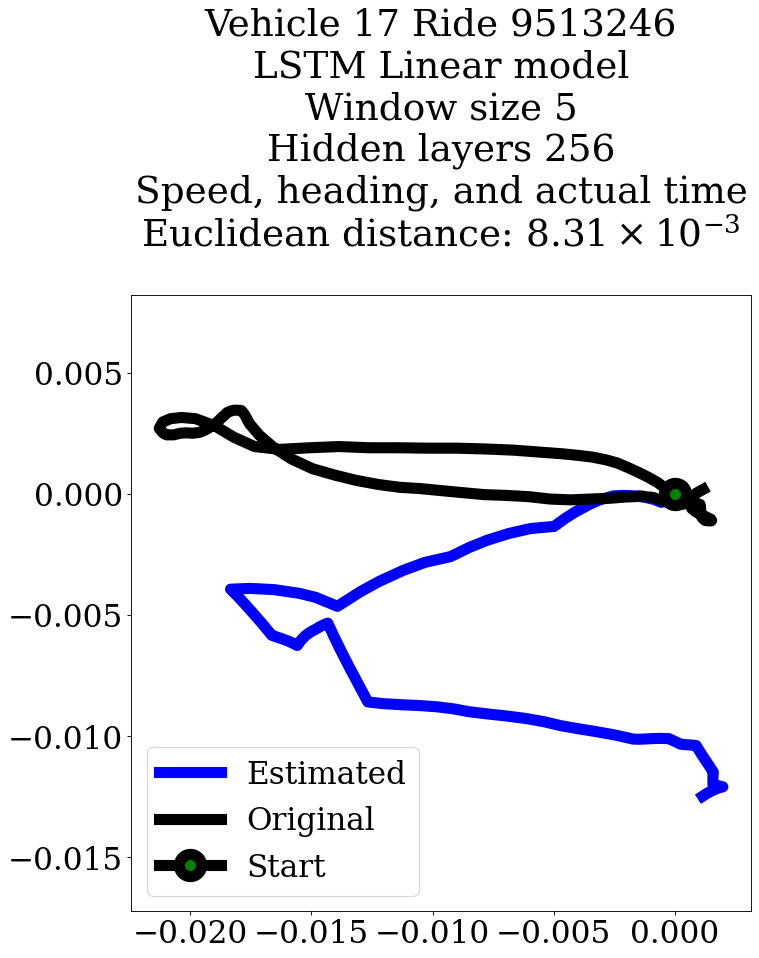 Vehicle 17 Ride 9513246
LSTM Linear model
Window size 5
Hidden layers 256
Speed, heading, and actual time
Euclidean distance: 8.31 × 10⁻³
0.005
0.000
−0.005
−0.010
−0.015
Estimated
Original
Start
−0.020 −0.015 −0.010 −0.005 0.000